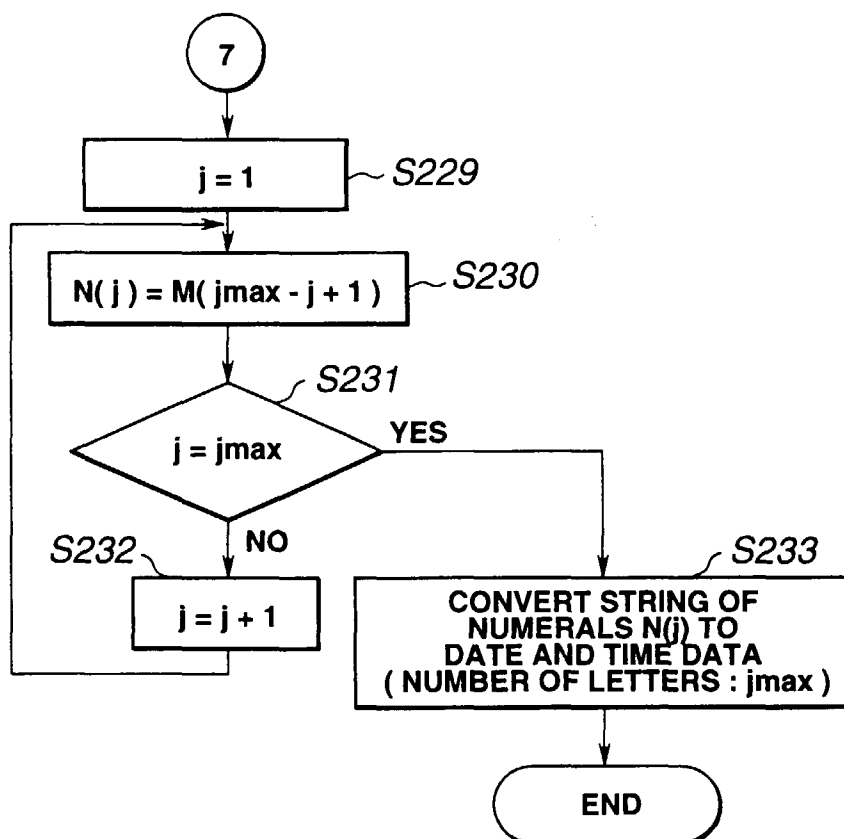 7
j = 1
S229
N( j ) = M( jmax - j + 1 )
S230
S231
j = jmax
YES
NO
S232
j = j + 1
S233
CONVERT STRING OF
NUMERALS N(j) TO
DATE AND TIME DATA
( NUMBER OF LETTERS : jmax )
END